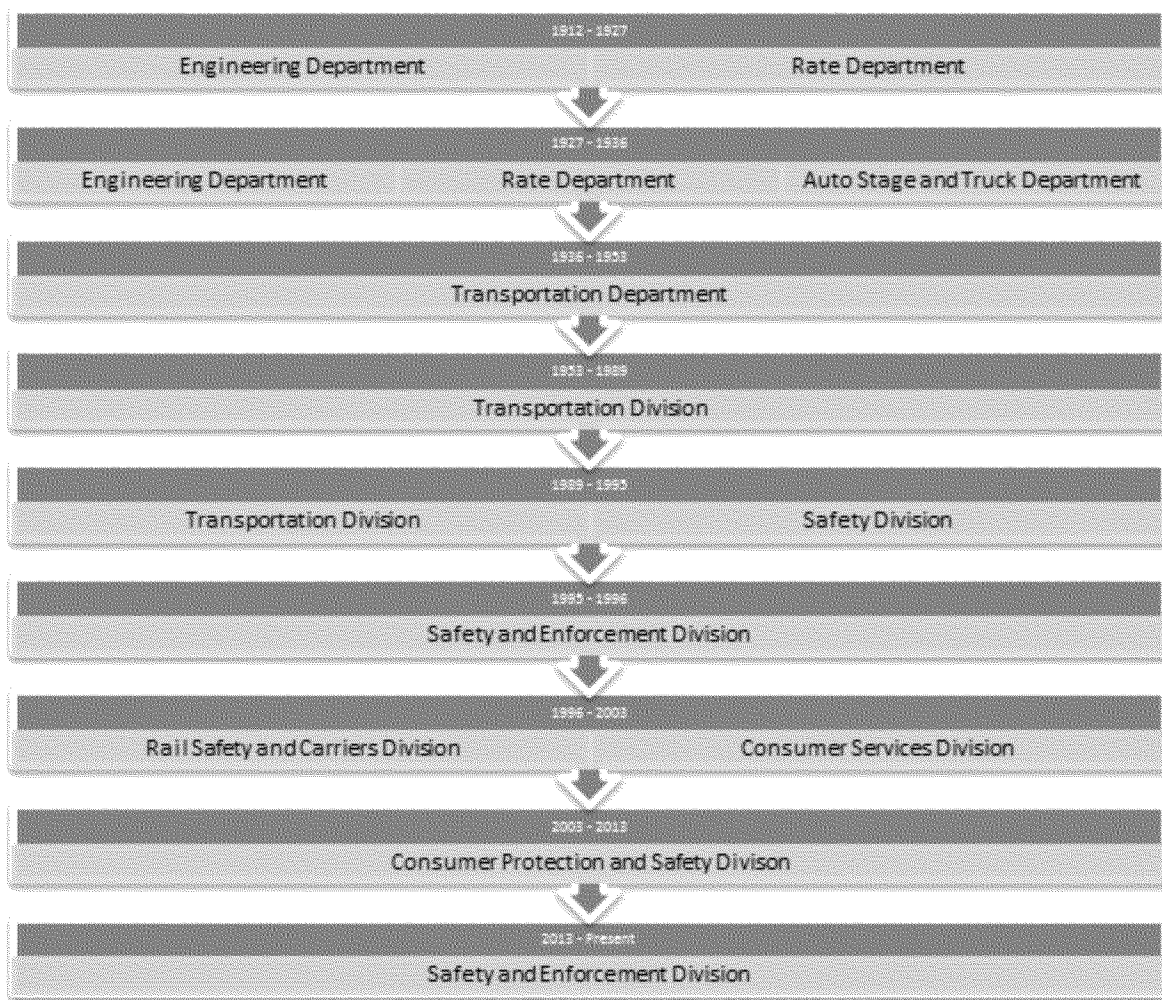 1912 - 1927
Engineering Department Rate Department
1927 - 1936
Engineering Department Rate Department Auto Stage and Truck Department
1936 - 1953
Transportation Department
1953 - 1989
Transportation Division
1989 - 1995
Transportation Division Safety Division
1995 - 1996
Safety and Enforcement Division
1996 - 2003
Rail Safety and Carriers Division Consumer Services Division
2003 - 2013
Consumer Protection and Safety Divison
2013 - Present
Safety and Enforcement Division